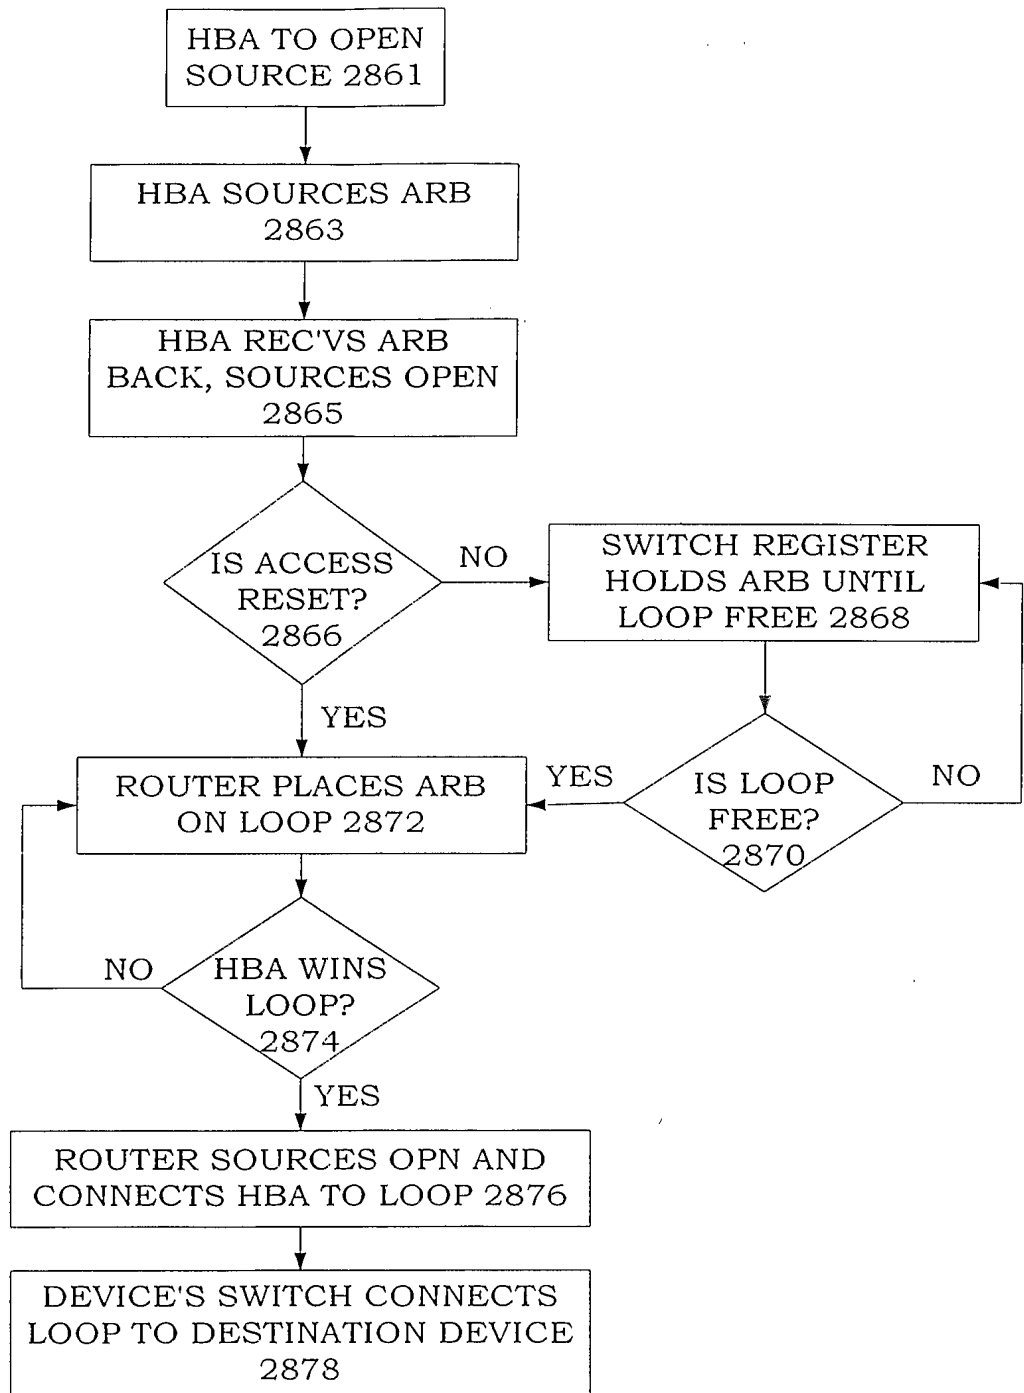 HBA TO OPEN
SOURCE 2861
HBA SOURCES ARB
2863
HBA REC'VS ARB
BACK, SOURCES OPEN
2865
IS ACCESS
RESET?
2866
NO
SWITCH REGISTER
HOLDS ARB UNTIL
LOOP FREE 2868
YES
ROUTER PLACES ARB
ON LOOP 2872
YES
IS LOOP
FREE?
2870
NO
NO
HBA WINS
LOOP?
2874
YES
ROUTER SOURCES OPN AND
CONNECTS HBA TO LOOP 2876
DEVICE'S SWITCH CONNECTS
LOOP TO DESTINATION DEVICE
2878